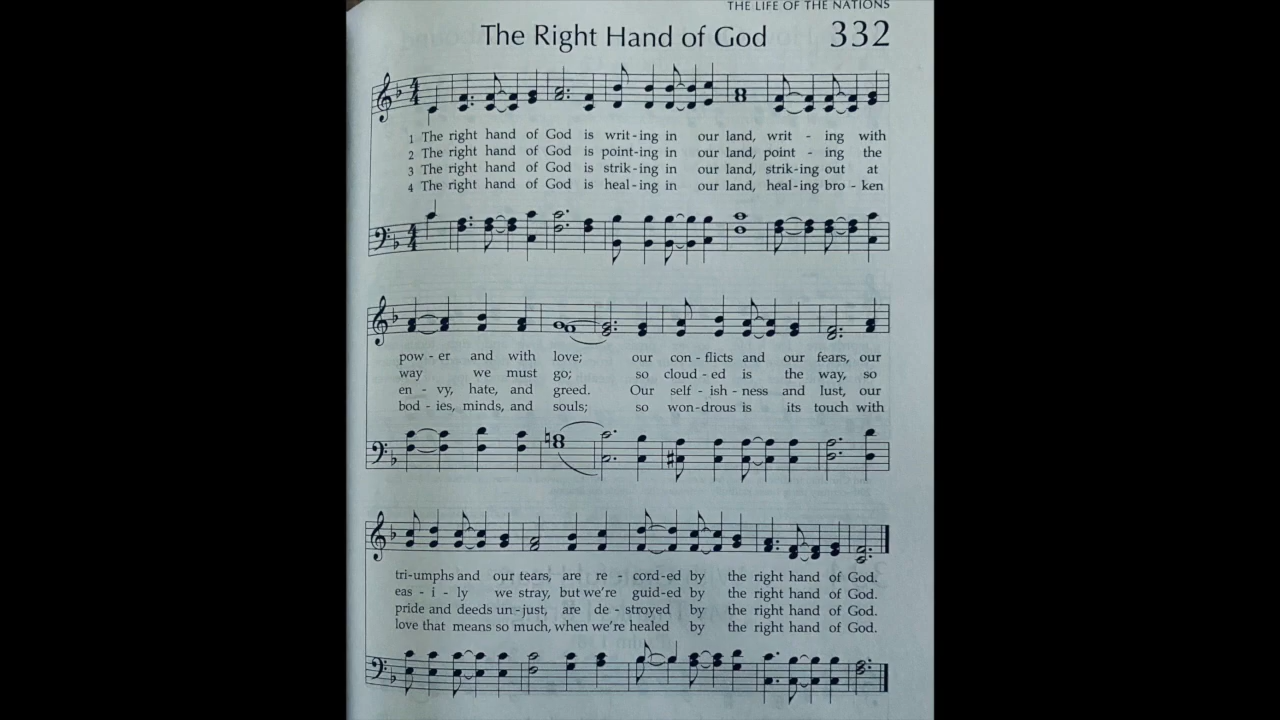 THE LIFE OF THE NATIONS
The Right Hand of God 332
1 The right hand of God is writ-ing in our land, writ - ing with
2 The right hand of God is point-ing in our land, point - ing the
3 The right hand of God is strik-ing in our land, strik-ing out at
4 The right hand of God is heal-ing in our land, heal-ing bro - ken
pow - er and with love; our con - flicts and our fears, our
way we must go; so cloud - ed is the way, so
en - vy, hate, and greed. Our self - ish - ness and lust, our
bod - ies, minds, and souls; so won-drous is its touch with
tri-umphs and our tears, are re - cord-ed by the right hand of God.
eas - i - ly we stray, but we're guid-ed by the right hand of God.
pride and deeds un-just, are de - stroyed by the right hand of God.
love that means so much, when we're healed by the right hand of God.